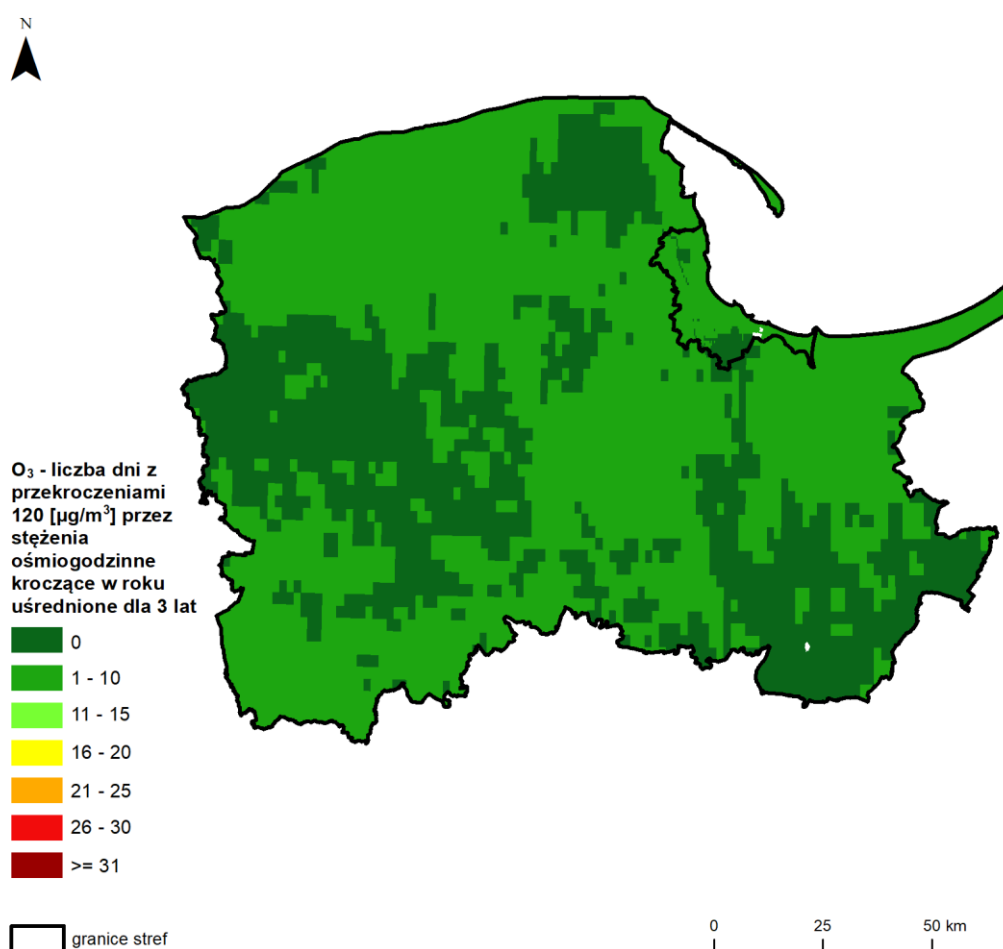 N
O₃ - liczba dni z
przekroczeniami
120 [µg/m³] przez
stężenia
ośmiogodzinne
kroczące w roku
uśrednione dla 3 lat
0
1 - 10
11 - 15
16 - 20
21 - 25
26 - 30
>= 31
granice stref
0 25 50 km